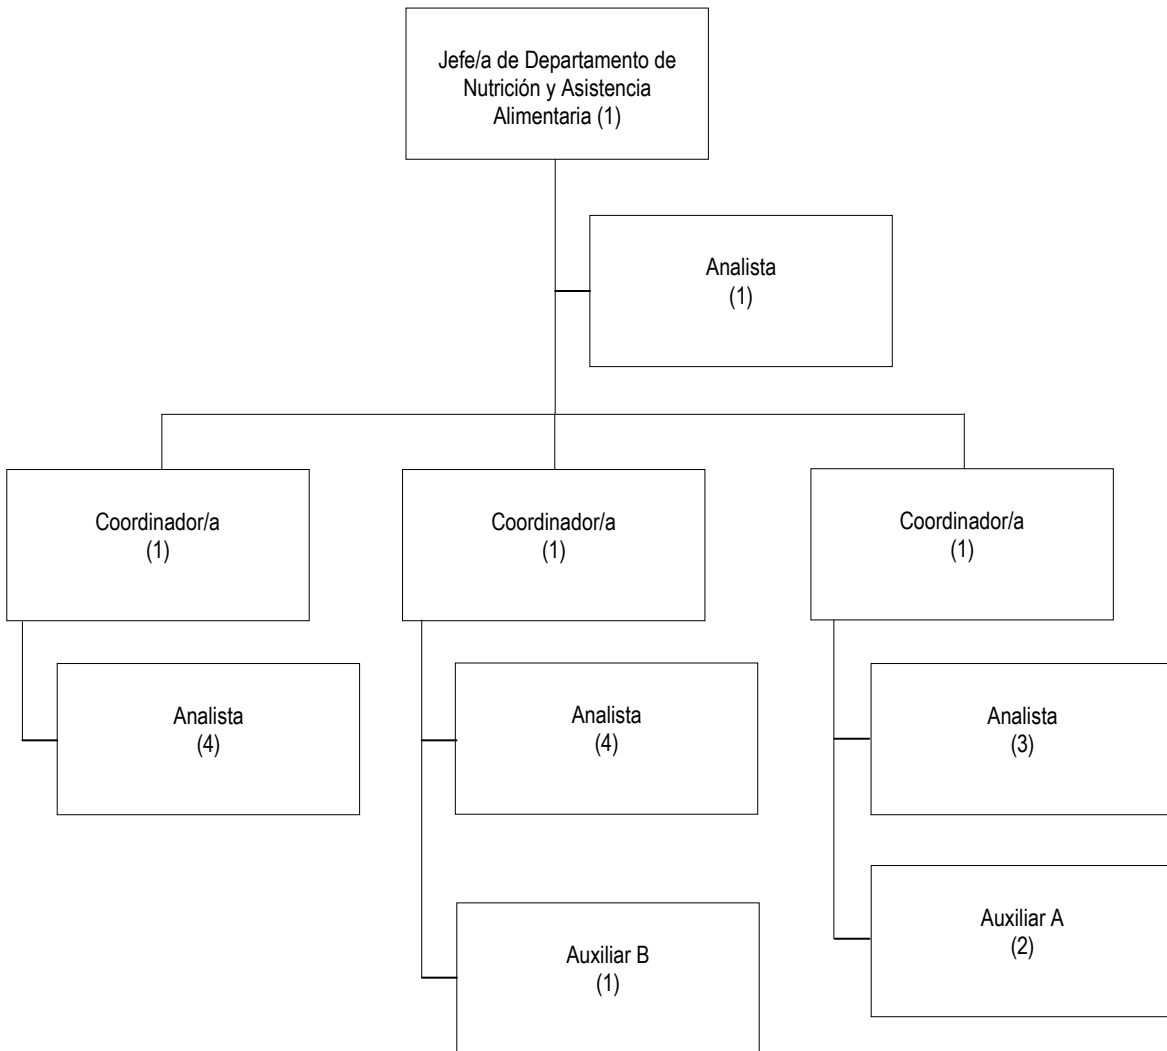 Jefe/a de Departamento de
Nutrición y Asistencia
Alimentaria (1)
Analista
(1)
Coordinador/a
(1)
Coordinador/a
(1)
Coordinador/a
(1)
Analista
(4)
Analista
(4)
Analista
(3)
Auxiliar B
(1)
Auxiliar A
(2)